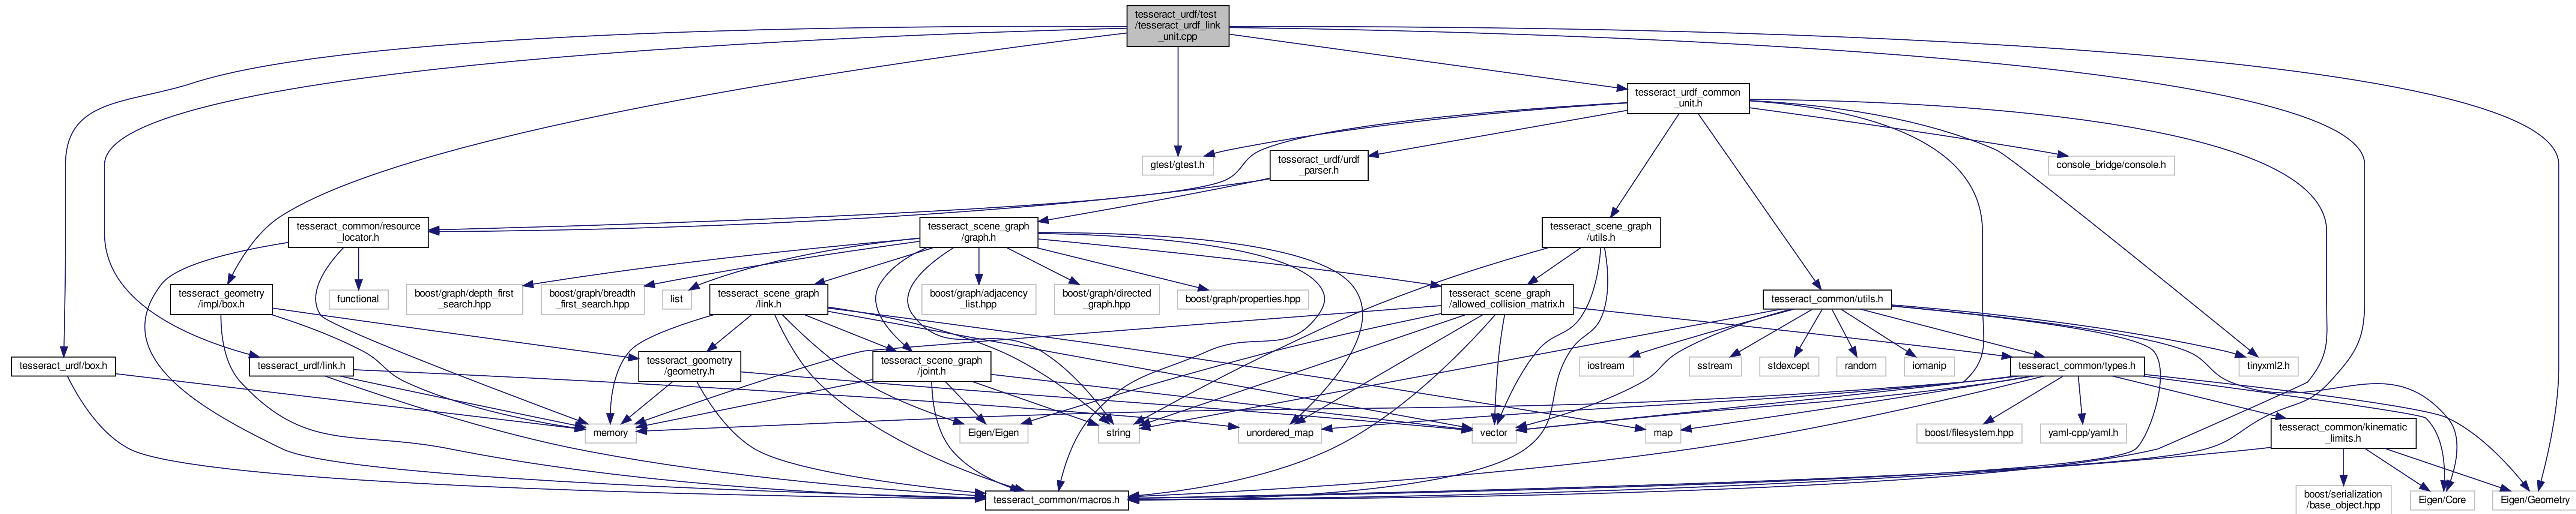 tesseract_urdf/test
/tesseract_urdf_link
_unit.cpp
tesseract_urdf_common
_unit.h
gtest/gtest.h
tesseract_urdf/urdf
_parser.h
console_bridge/console.h
tesseract_common/resource
_locator.h
tesseract_scene_graph
/graph.h
tesseract_scene_graph
/utils.h
tesseract_geometry
/impl/box.h
functional
boost/graph/depth_first
_search.hpp
boost/graph/breadth
_first_search.hpp
list
tesseract_scene_graph
/link.h
boost/graph/adjacency
_list.hpp
boost/graph/directed
_graph.hpp
boost/graph/properties.hpp
tesseract_scene_graph
/allowed_collision_matrix.h
tesseract_common/utils.h
tesseract_urdf/box.h
tesseract_urdf/link.h
tesseract_geometry
/geometry.h
tesseract_scene_graph
/joint.h
iostream
sstream
stdexcept
random
iomanip
tesseract_common/types.h
tinyxml2.h
memory
Eigen/Eigen
string
unordered_map
vector
map
boost/filesystem.hpp
yaml-cpp/yaml.h
tesseract_common/kinematic
_limits.h
tesseract_common/macros.h
boost/serialization
/base_object.hpp
Eigen/Core
Eigen/Geometry